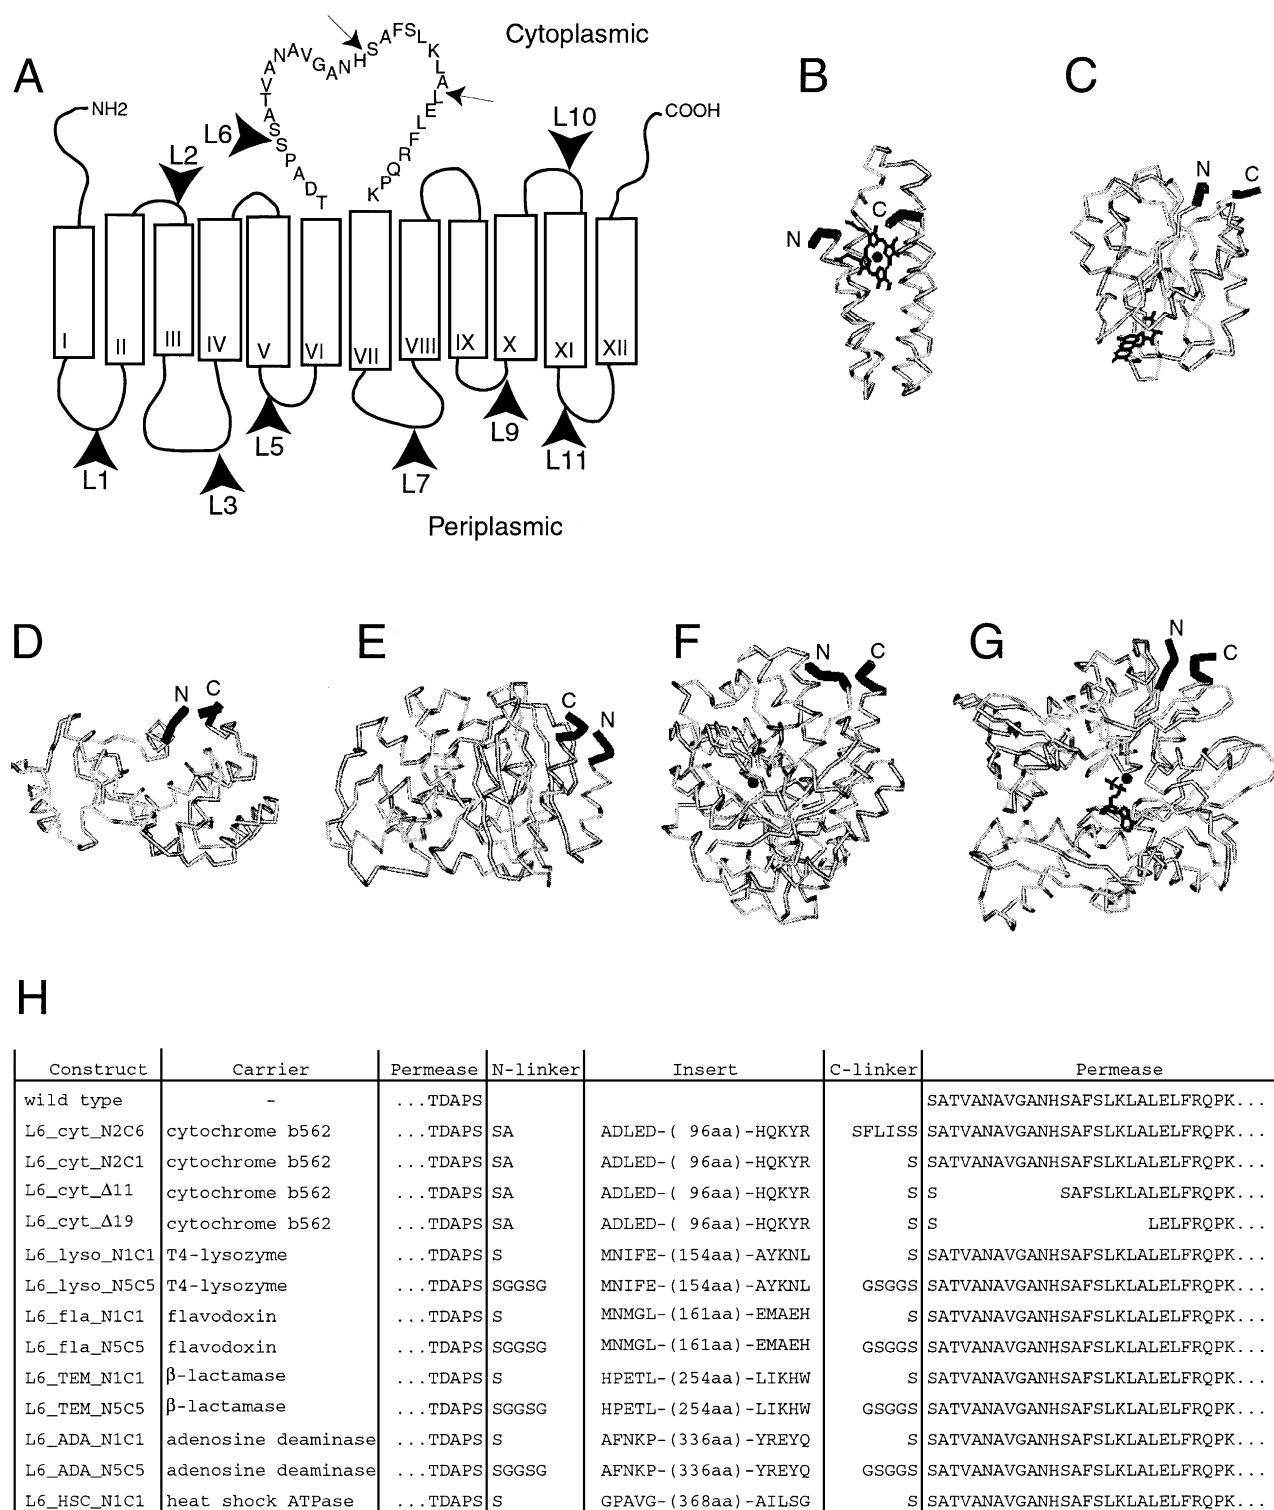 A
Cytoplasmic
B
C
NH2
TDAPSSATVANAVGANHSAFSLKLALELFRQPK
COOH
L6
L2
L10
I
II
III
IV
V
VI
VII
VIII
IX
X
XI
XII
L1
L3
L5
L7
L9
L11
Periplasmic
N
C
N
C
D
E
F
G
N
C
C
N
N
C
N
C
H
Construct Carrier Permease N-linker Insert C-linker Permease
wild type - ...TDAPS SATVANAVGANHSAFSLKLALELFRQPK...
L6_cyt_N2C6 cytochrome b562 ...TDAPS SA ADLED-( 96aa)-HQKYR SFLISS SATVANAVGANHSAFSLKLALELFRQPK...
L6_cyt_N2C1 cytochrome b562 ...TDAPS SA ADLED-( 96aa)-HQKYR S SATVANAVGANHSAFSLKLALELFRQPK...
L6_cyt_Δ11 cytochrome b562 ...TDAPS SA ADLED-( 96aa)-HQKYR S S SAFSLKLALELFRQPK...
L6_cyt_Δ19 cytochrome b562 ...TDAPS SA ADLED-( 96aa)-HQKYR S S LELFRQPK...
L6_lyso_N1C1 T4-lysozyme ...TDAPS S MNIFE-(154aa)-AYKNL S SATVANAVGANHSAFSLKLALELFRQPK...
L6_lyso_N5C5 T4-lysozyme ...TDAPS SGGSG MNIFE-(154aa)-AYKNL GSGGS SATVANAVGANHSAFSLKLALELFRQPK...
L6_fla_N1C1 flavodoxin ...TDAPS S MNMGL-(161aa)-EMAEH S SATVANAVGANHSAFSLKLALELFRQPK...
L6_fla_N5C5 flavodoxin ...TDAPS SGGSG MNMGL-(161aa)-EMAEH GSGGS SATVANAVGANHSAFSLKLALELFRQPK...
L6_TEM_N1C1 β-lactamase ...TDAPS S HPETL-(254aa)-LIKHW S SATVANAVGANHSAFSLKLALELFRQPK...
L6_TEM_N5C5 β-lactamase ...TDAPS SGGSG HPETL-(254aa)-LIKHW GSGGS SATVANAVGANHSAFSLKLALELFRQPK...
L6_ADA_N1C1 adenosine deaminase ...TDAPS S AFNKP-(336aa)-YREYQ S SATVANAVGANHSAFSLKLALELFRQPK...
L6_ADA_N5C5 adenosine deaminase ...TDAPS SGGSG AFNKP-(336aa)-YREYQ GSGGS SATVANAVGANHSAFSLKLALELFRQPK...
L6_HSC_N1C1 heat shock ATPase ...TDAPS S GPAVG-(368aa)-AILSG S SATVANAVGANHSAFSLKLALELFRQPK...